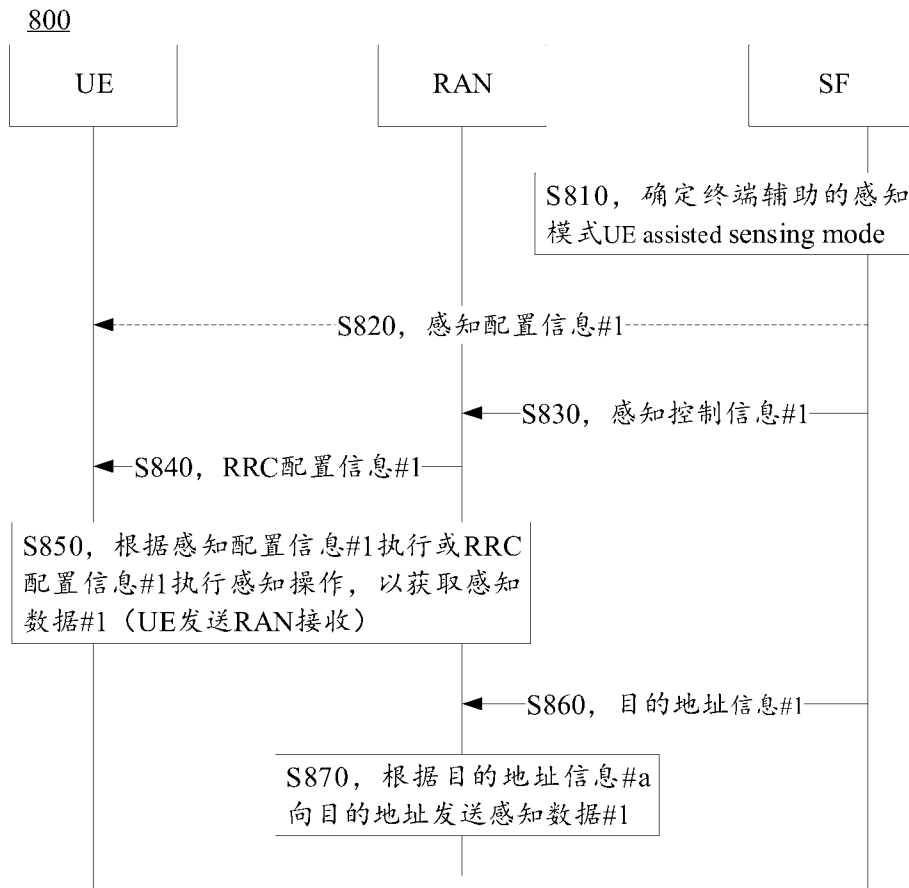 800
UE
RAN
SF
S810，确定终端辅助的感知
模式UE assisted sensing mode
S820，感知配置信息#1
S830，感知控制信息#1
S840，RRC配置信息#1
S850，根据感知配置信息#1执行或RRC
配置信息#1执行感知操作，以获取感知
数据#1（UE发送RAN接收）
S860，目的地址信息#1
S870，根据目的地址信息#a
向目的地址发送感知数据#1